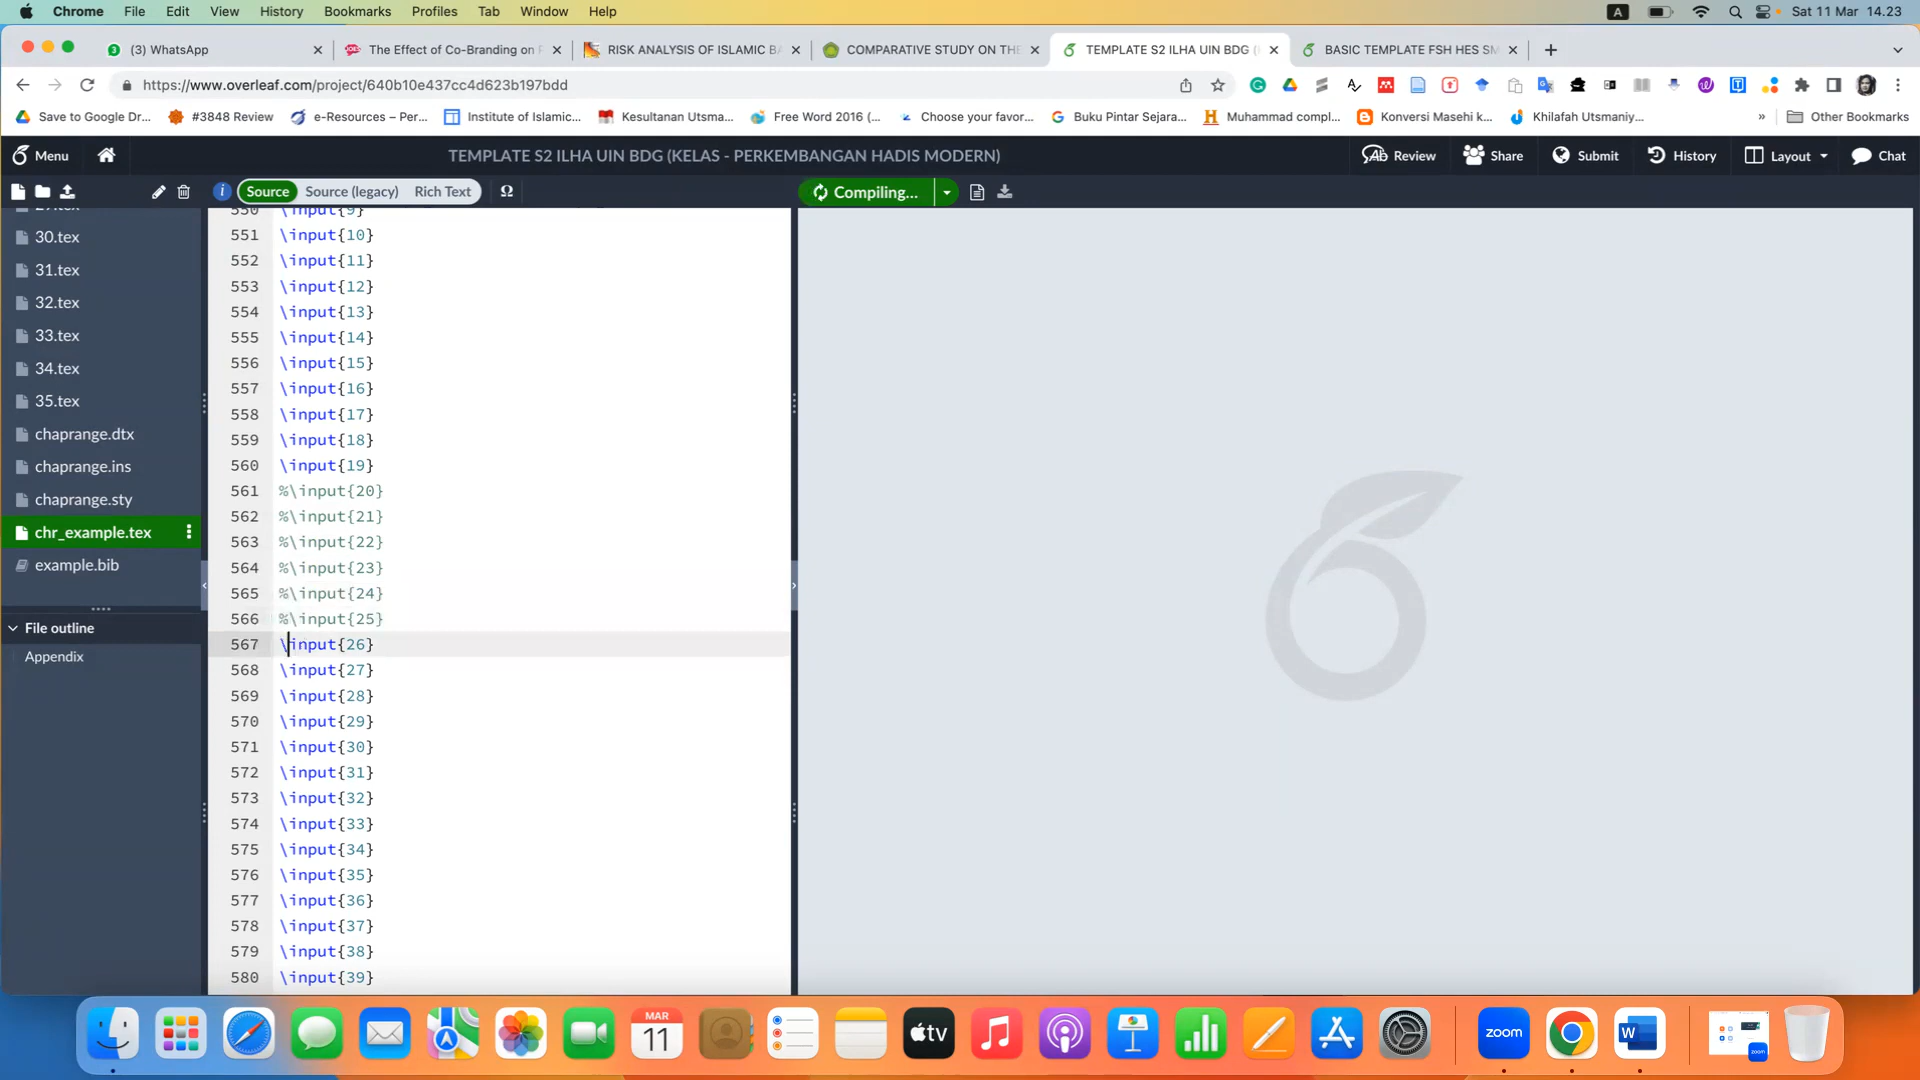 Chrome File Edit View History Bookmarks Profiles Tab Window Help A Sat 11 Mar 14.23
(3) WhatsApp
The Effect of Co-Branding on
RISK ANALYSIS OF ISLAMIC BA
COMPARATIVE STUDY ON THE
TEMPLATE S2 ILHA UIN BDG (
BASIC TEMPLATE FSH HES SM
https://www.overleaf.com/project/640b10e437cc4d623b197bdd
Save to Google Dr...
#3848 Review
e-Resources – Per...
Institute of Islamic...
Kesultanan Utsma...
Free Word 2016 (...
Choose your favor...
Buku Pintar Sejara...
Muhammad compl...
Konversi Masehi k...
Khilafah Utsmaniy...
»
Other Bookmarks
Menu
TEMPLATE S2 ILHA UIN BDG (KELAS - PERKEMBANGAN HADIS MODERN)
Review
Share
Submit
History
Layout
Chat
Source
Source (legacy)
Rich Text
Ω
Compiling...
29.tex
30.tex
31.tex
32.tex
33.tex
34.tex
35.tex
chaprange.dtx
chaprange.ins
chaprange.sty
chr_example.tex
example.bib
File outline
Appendix
550 \input{9}
551 \input{10}
552 \input{11}
553 \input{12}
554 \input{13}
555 \input{14}
556 \input{15}
557 \input{16}
558 \input{17}
559 \input{18}
560 \input{19}
561 %\input{20}
562 %\input{21}
563 %\input{22}
564 %\input{23}
565 %\input{24}
566 %\input{25}
567 \input{26}
568 \input{27}
569 \input{28}
570 \input{29}
571 \input{30}
572 \input{31}
573 \input{32}
574 \input{33}
575 \input{34}
576 \input{35}
577 \input{36}
578 \input{37}
579 \input{38}
580 \input{39}
MAR
11
tv
zoom
W